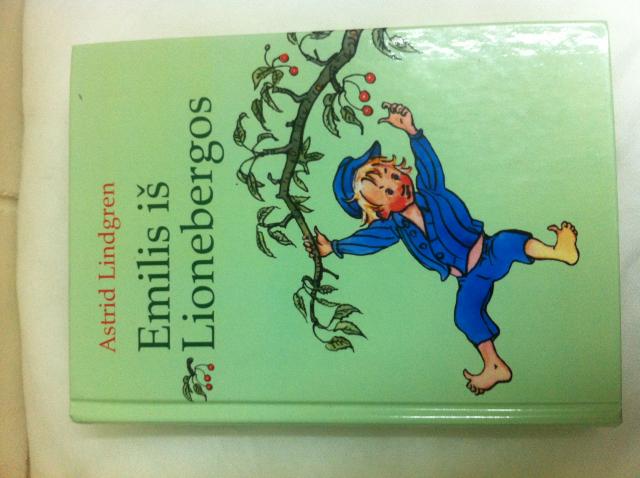 Astrid Lindgren
Emilis iš
Lionebergos